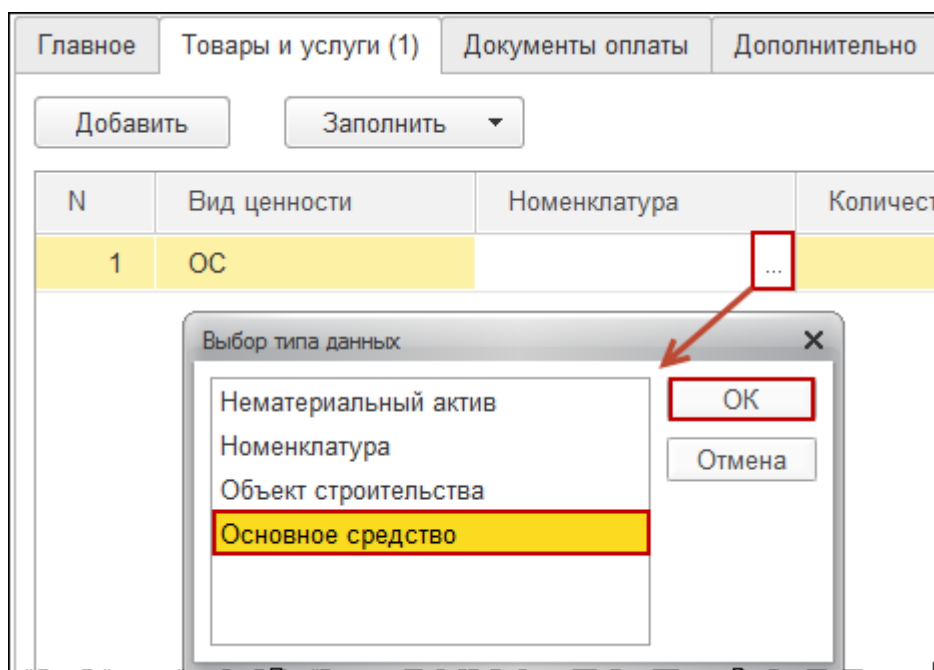 Главное Товары и услуги (1) Документы оплаты Дополнительно
Добавить Заполнить
N Вид ценности Номенклатура Количест
1 ОС ...
Выбор типа данных
Нематериальный актив ОК
Номенклатура Отмена
Объект строительства
Основное средство